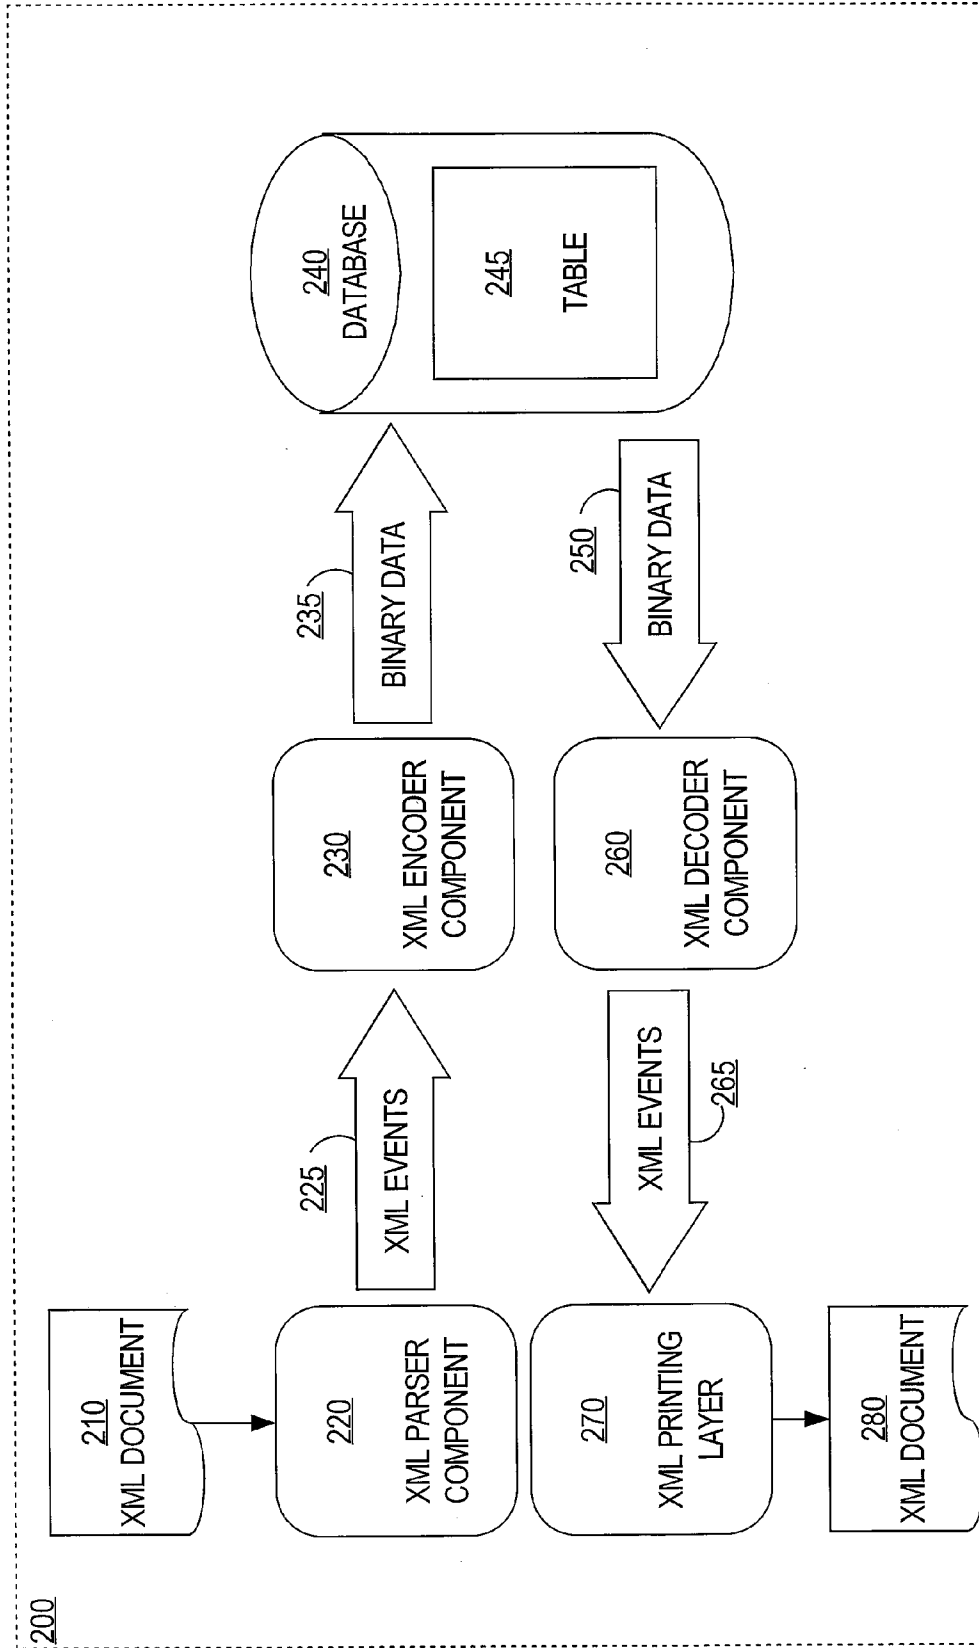 200
210
XML DOCUMENT
220
XML PARSER
COMPONENT
225
XML EVENTS
230
XML ENCODER
COMPONENT
235
BINARY DATA
240
DATABASE
245
TABLE
250
BINARY DATA
260
XML DECODER
COMPONENT
XML EVENTS
265
270
XML PRINTING
LAYER
280
XML DOCUMENT